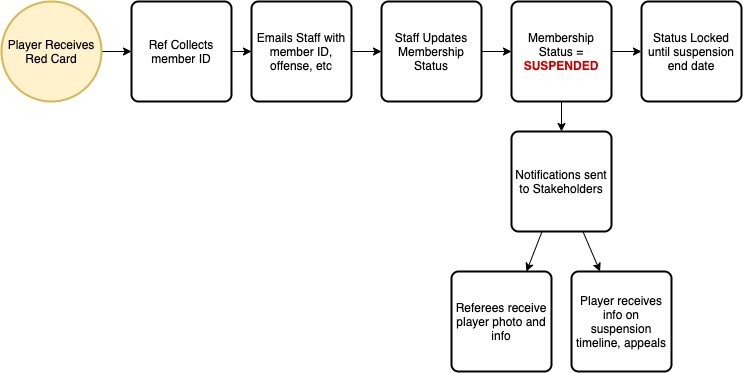 Player Receives
Red Card
Ref Collects
member ID
Emails Staff with
member ID,
offense, etc
Staff Updates
Membership
Status
Membership
Status =
SUSPENDED
Status Locked
until suspension
end date
Notifications sent
to Stakeholders
Referees receive
player photo and
info
Player receives
info on
suspension
timeline, appeals